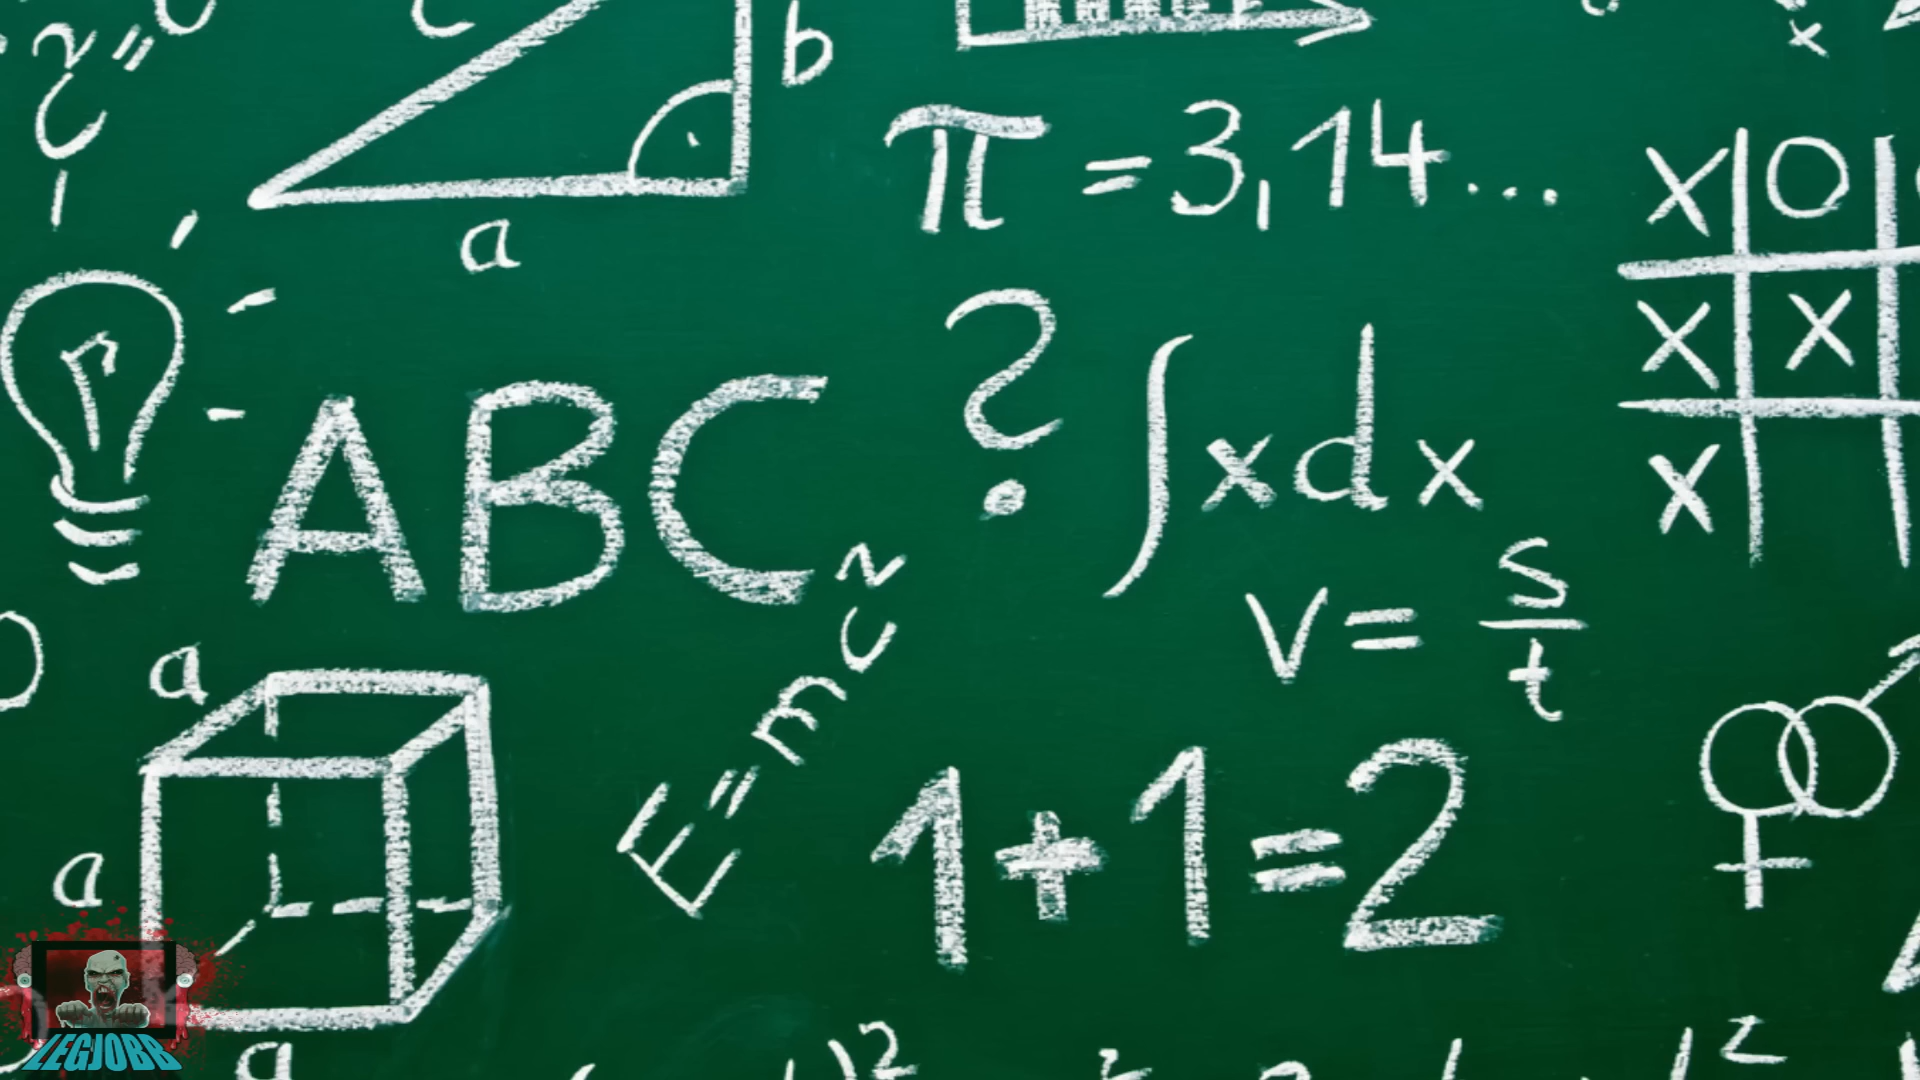 c
b
a
π = 3,14...
X O
X X
X
?
ABC
∫xdx
E=mc²
v = s/t
a
1+1=2
a
a
LEGJOBB